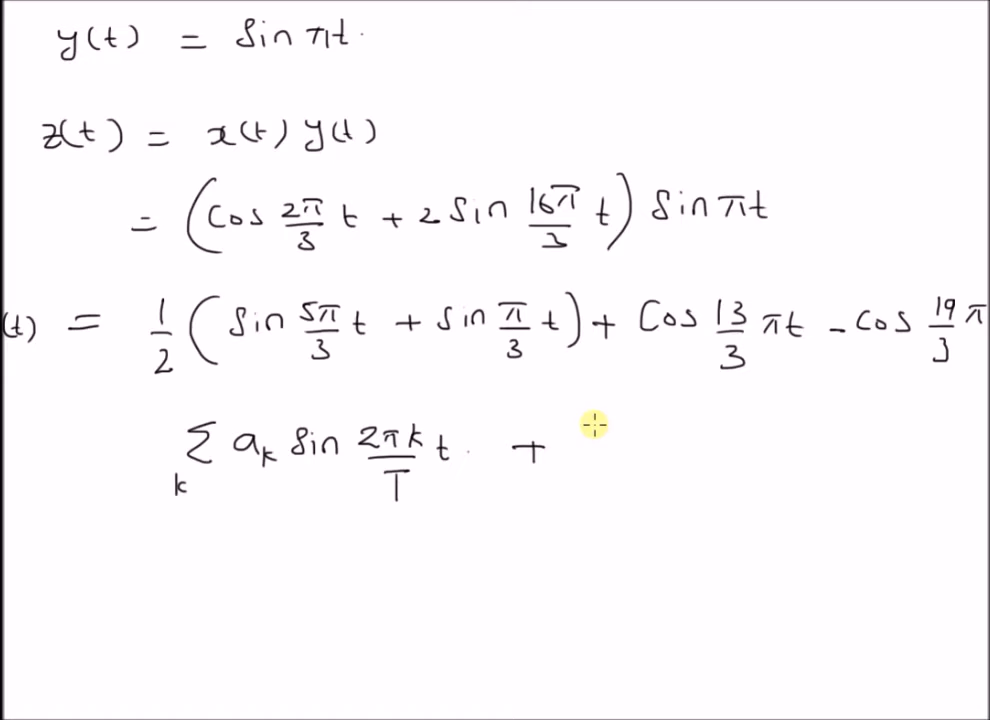 y(t) = Sin πt.
z(t) = x(t) y(t)
= (Cos 2π/3 t + 2 Sin 16π/3 t) Sin πt
(t) = 1/2 (Sin 5π/3 t + Sin π/3 t) + Cos 13/3 πt - Cos 19/3 π
Σ_k a_k Sin 2πk/T t. +